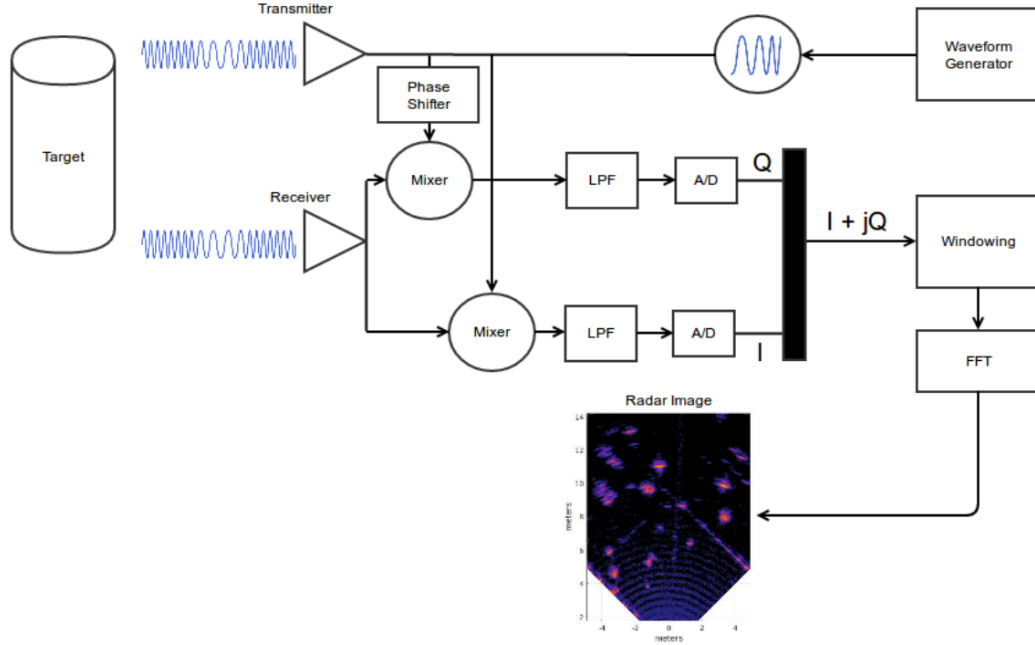 Transmitter
Waveform
Generator
Phase
Shifter
Target
Mixer
LPF
A/D
Q
Receiver
I + jQ
Windowing
Mixer
LPF
A/D
I
FFT
Radar Image
14
12
10
8
6
4
2
meters
-4
-2
0
2
4
meters